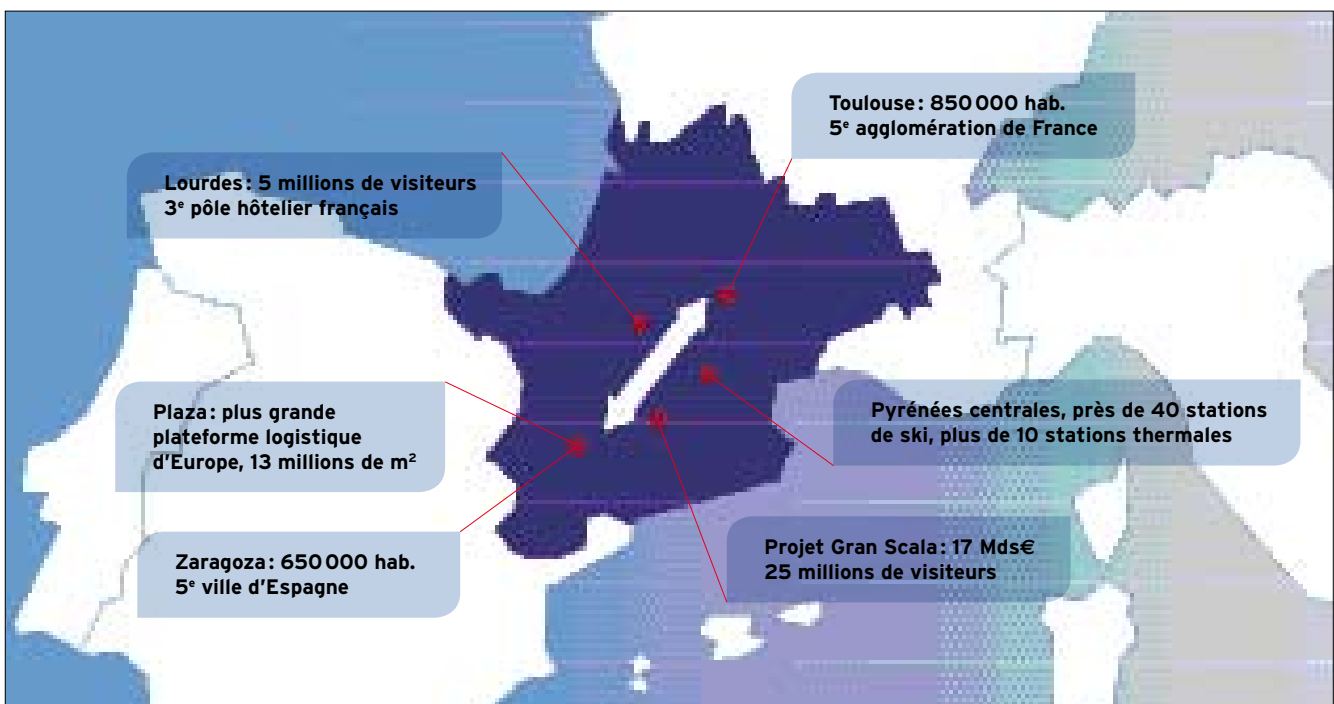 Toulouse : 850 000 hab.
5e agglomération de France
Lourdes : 5 millions de visiteurs
3e pôle hôtelier français
Plaza : plus grande
plateforme logistique
d'Europe, 13 millions de m²
Pyrénées centrales, près de 40 stations
de ski, plus de 10 stations thermales
Zaragoza : 650 000 hab.
5e ville d'Espagne
Projet Gran Scala : 17 Mds€
25 millions de visiteurs